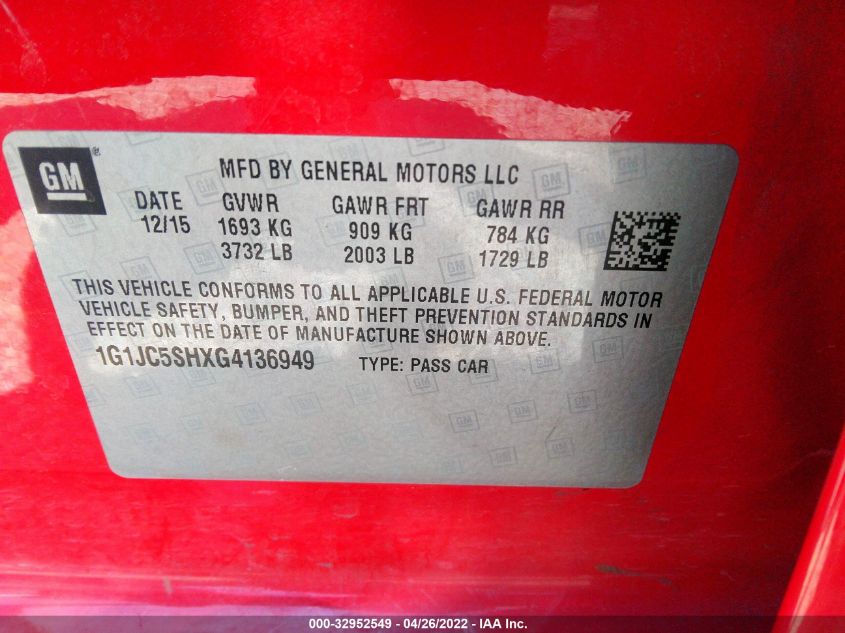 GM ®
MFD BY GENERAL MOTORS LLC
DATE GVWR GAWR FRT GAWR RR
12/15 1693 KG 909 KG 784 KG
3732 LB 2003 LB 1729 LB
THIS VEHICLE CONFORMS TO ALL APPLICABLE U.S. FEDERAL MOTOR
VEHICLE SAFETY, BUMPER, AND THEFT PREVENTION STANDARDS IN
EFFECT ON THE DATE OF MANUFACTURE SHOWN ABOVE.
1G1JC5SHXG4136949 TYPE: PASS CAR
000-32952549 - 04/26/2022 - IAA Inc.